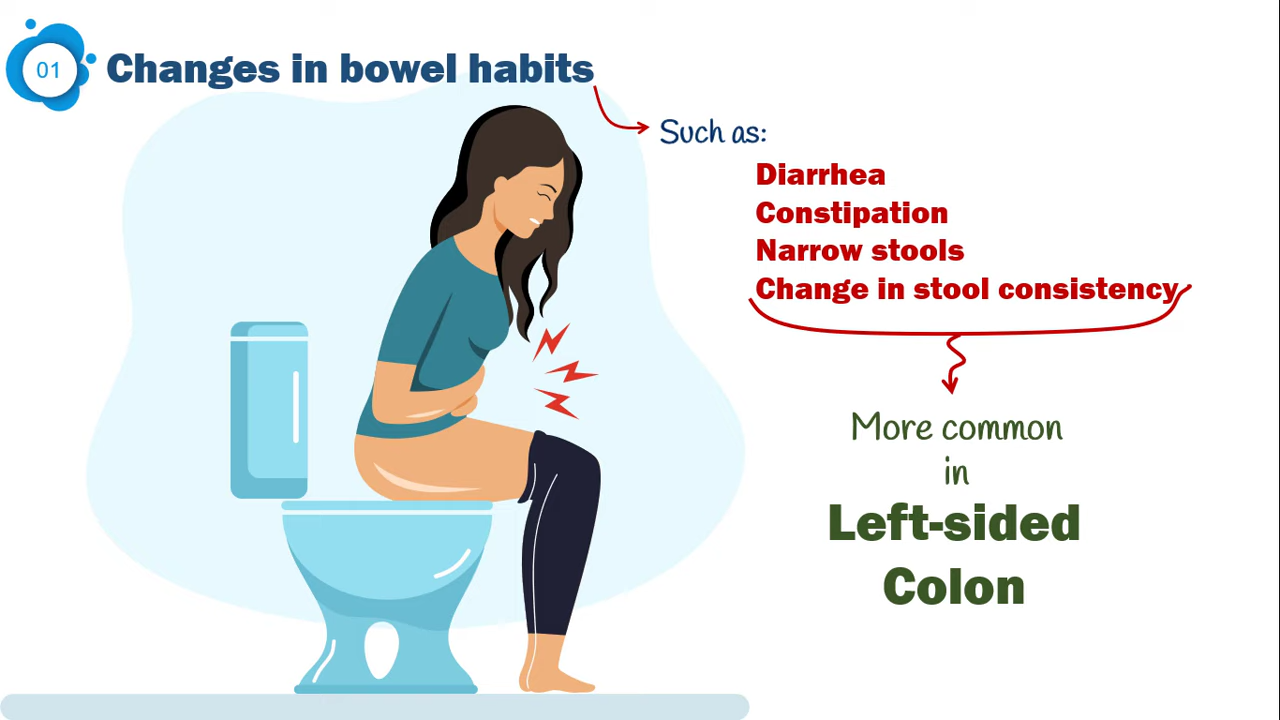 01
Changes in bowel habits
Such as:
Diarrhea
Constipation
Narrow stools
Change in stool consistency
More common
in
Left-sided
Colon